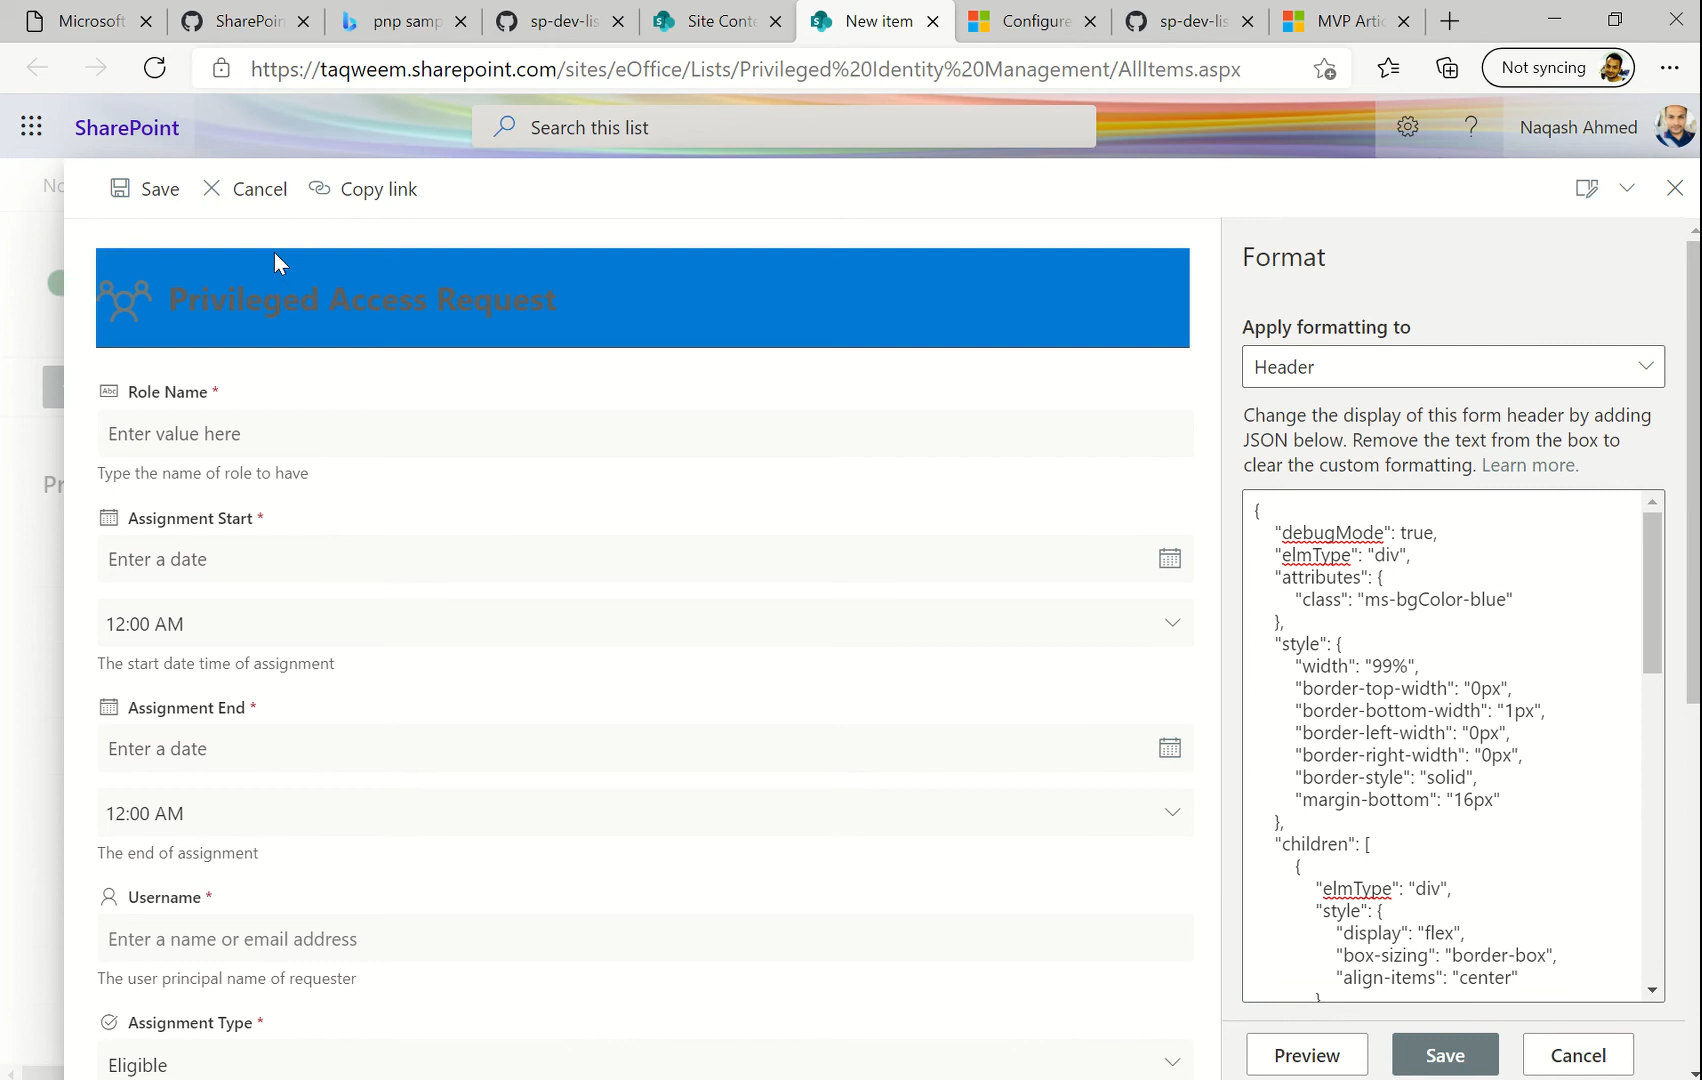 Microsoft
SharePoin
pnp samp
sp-dev-lis
Site Conte
New item
Configure
sp-dev-lis
MVP Artic
https://taqweem.sharepoint.com/sites/eOffice/Lists/Privileged%20Identity%20Management/AllItems.aspx
Not syncing
SharePoint
Search this list
Naqash Ahmed
Save
Cancel
Copy link
Privileged Access Request
Role Name *
Enter value here
Type the name of role to have
Assignment Start *
Enter a date
12:00 AM
The start date time of assignment
Assignment End *
Enter a date
12:00 AM
The end of assignment
Username *
Enter a name or email address
The user principal name of requester
Assignment Type *
Eligible
Format
Apply formatting to
Header
Change the display of this form header by adding
JSON below. Remove the text from the box to
clear the custom formatting. Learn more.
{
"debugMode": true,
"elmType": "div",
"attributes": {
"class": "ms-bgColor-blue"
},
"style": {
"width": "99%",
"border-top-width": "0px",
"border-bottom-width": "1px",
"border-left-width": "0px",
"border-right-width": "0px",
"border-style": "solid",
"margin-bottom": "16px"
},
"children": [
{
"elmType": "div",
"style": {
"display": "flex",
"box-sizing": "border-box",
"align-items": "center"
}
Preview
Save
Cancel